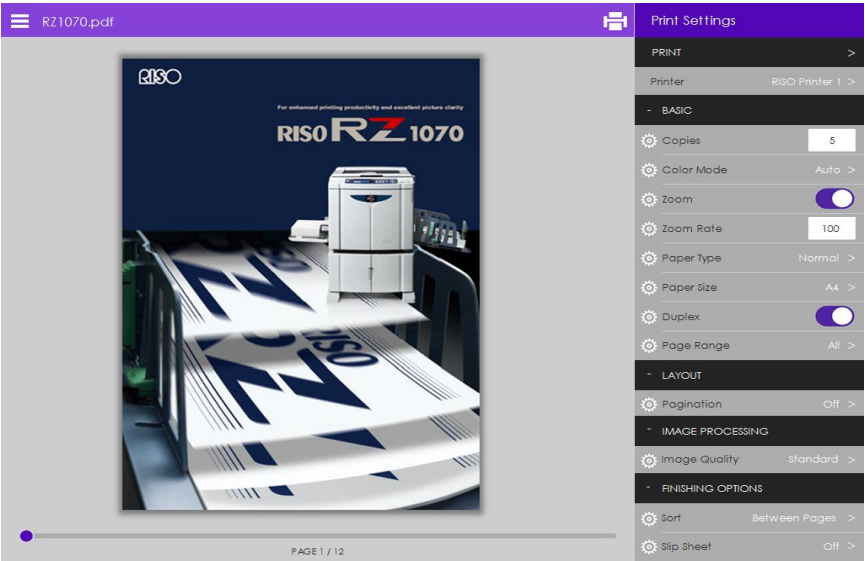 RZ1070.pdf
RISO
For enhanced printing productivity and excellent picture clarity
RISO RZ 1070
RISO
RISO
PAGE 1 / 12
Print Settings
PRINT >
Printer RISO Printer 1 >
- BASIC
Copies 5
Color Mode Auto >
Zoom
Zoom Rate 100
Paper Type Normal >
Paper Size A4 >
Duplex
Page Range All >
- LAYOUT
Pagination Off >
- IMAGE PROCESSING
Image Quality Standard >
- FINISHING OPTIONS
Sort Between Pages >
Slip Sheet Off >